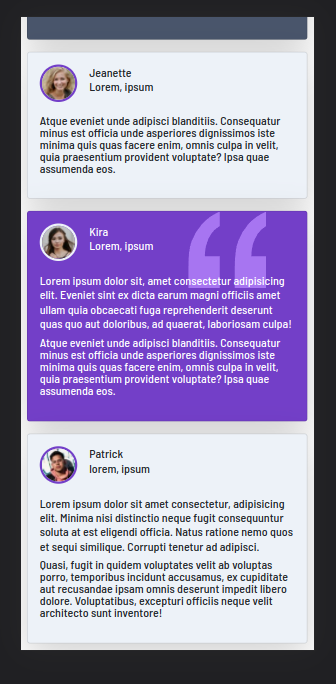 Jeanette
Lorem, ipsum
Atque eveniet unde adipisci blanditiis. Consequatur
minus est officia unde asperiores dignissimos iste
minima quis quas facere enim, omnis culpa in velit,
quia praesentium provident voluptate? Ipsa quae
assumenda eos.
Kira
Lorem, ipsum
“
Lorem ipsum dolor sit, amet consectetur adipisicing
elit. Eveniet sint ex dicta earum magni officiis amet
ullam quia obcaecati fuga reprehenderit deserunt
quas quo aut doloribus, ad quaerat, laboriosam culpa!
Atque eveniet unde adipisci blanditiis. Consequatur
minus est officia unde asperiores dignissimos iste
minima quis quas facere enim, omnis culpa in velit,
quia praesentium provident voluptate? Ipsa quae
assumenda eos.
Patrick
lorem, ipsum
Lorem ipsum dolor sit amet consectetur, adipisicing
elit. Minima nisi distinctio neque fugit consequuntur
soluta at est eligendi officia. Natus ratione nemo quos
et sequi similique. Corrupti tenetur ad adipisci.
Quasi, fugit in quidem voluptates velit ab voluptas
porro, temporibus incidunt accusamus, ex cupiditate
aut recusandae ipsam omnis deserunt impedit libero
dolore. Voluptatibus, excepturi officiis neque velit
architecto sunt inventore!